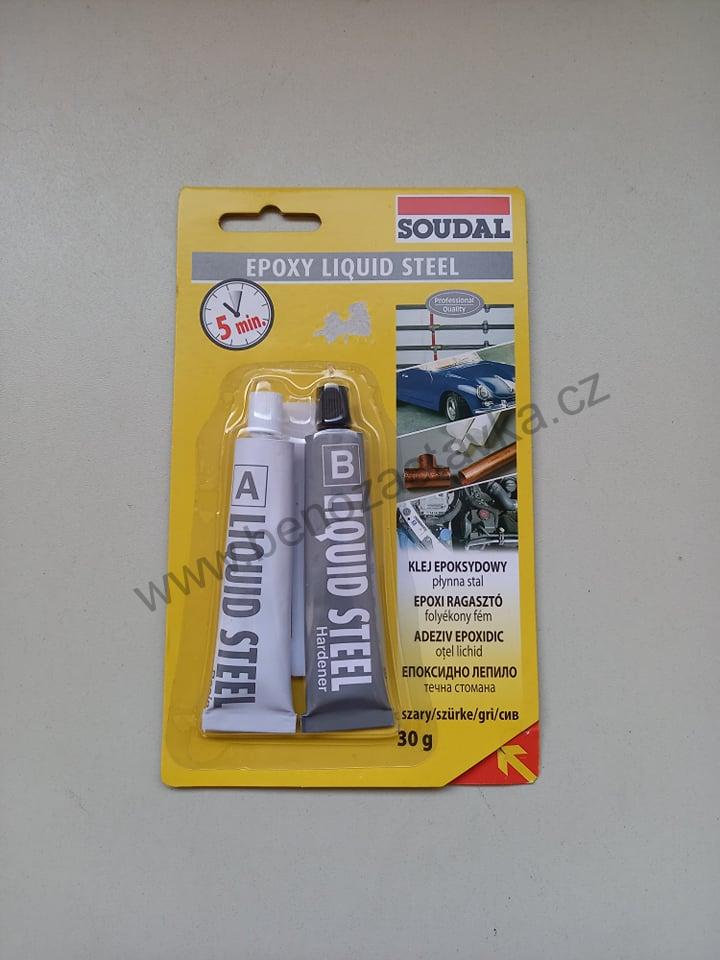 SOUDAL
EPOXY LIQUID STEEL
5 min.
Professional
Quality
A LIQUID STEEL
B LIQUID STEEL
Hardener
www.benozastavka.cz
KLEJ EPOKSYDOWY
płynna stal
EPOXI RAGASZTÓ
folyékony fém
ADEZIV EPOXIDIC
oțel lichid
ЕПОКСИДНО ЛЕПИЛО
течна стомана
szary/szürke/gri/сив
30 g